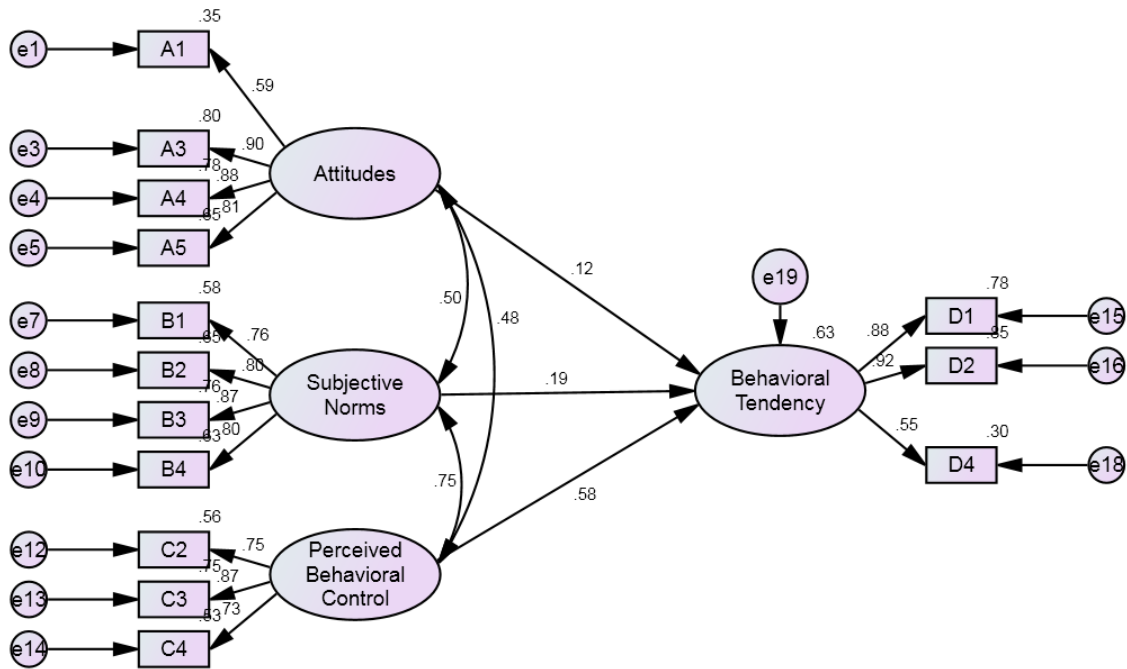 .35
e1
A1
.59
.80
e3
A3
.90
.78
.88
e4
A4
.81
.65
e5
A5
Attitudes
.58
e7
B1
.76
.65
e8
B2
.80
.76
.87
e9
B3
.80
.63
e10
B4
Subjective
Norms
.56
e12
C2
.75
.75
.87
e13
C3
.73
.53
e14
C4
Perceived
Behavioral
Control
.50
.48
.75
.12
.19
.58
e19
.63
Behavioral
Tendency
.78
.88
D1
e15
.85
.92
D2
e16
.55
.30
D4
e18